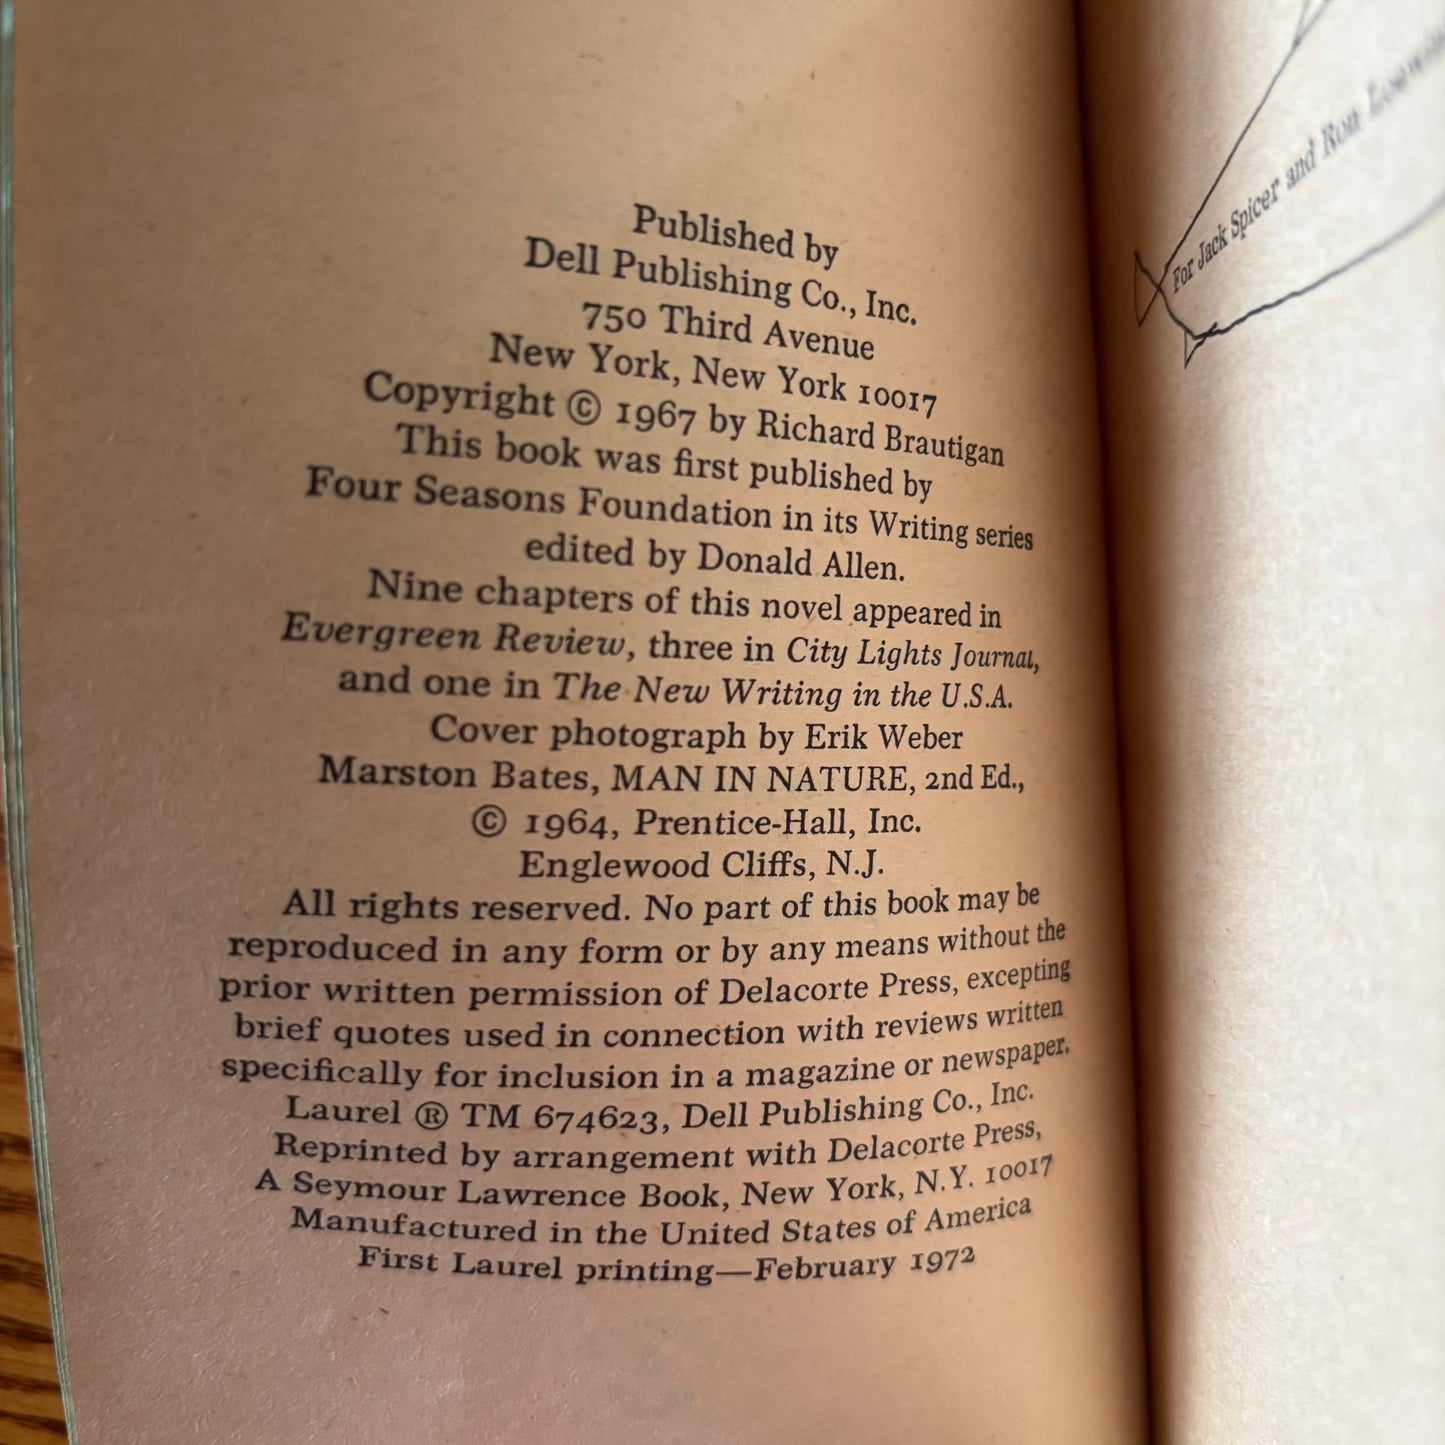 Published by
Dell Publishing Co., Inc.
750 Third Avenue
New York, New York 10017
Copyright © 1967 by Richard Brautigan
This book was first published by
Four Seasons Foundation in its Writing series
edited by Donald Allen.
Nine chapters of this novel appeared in
Evergreen Review, three in City Lights Journal,
and one in The New Writing in the U.S.A.
Cover photograph by Erik Weber
Marston Bates, MAN IN NATURE, 2nd Ed.,
© 1964, Prentice-Hall, Inc.
Englewood Cliffs, N.J.
All rights reserved. No part of this book may be
reproduced in any form or by any means without the
prior written permission of Delacorte Press, excepting
brief quotes used in connection with reviews written
specifically for inclusion in a magazine or newspaper.
Laurel ® TM 674623, Dell Publishing Co., Inc.
Reprinted by arrangement with Delacorte Press,
A Seymour Lawrence Book, New York, N.Y. 10017
Manufactured in the United States of America
First Laurel printing—February 1972
For Jack Spicer and Ron